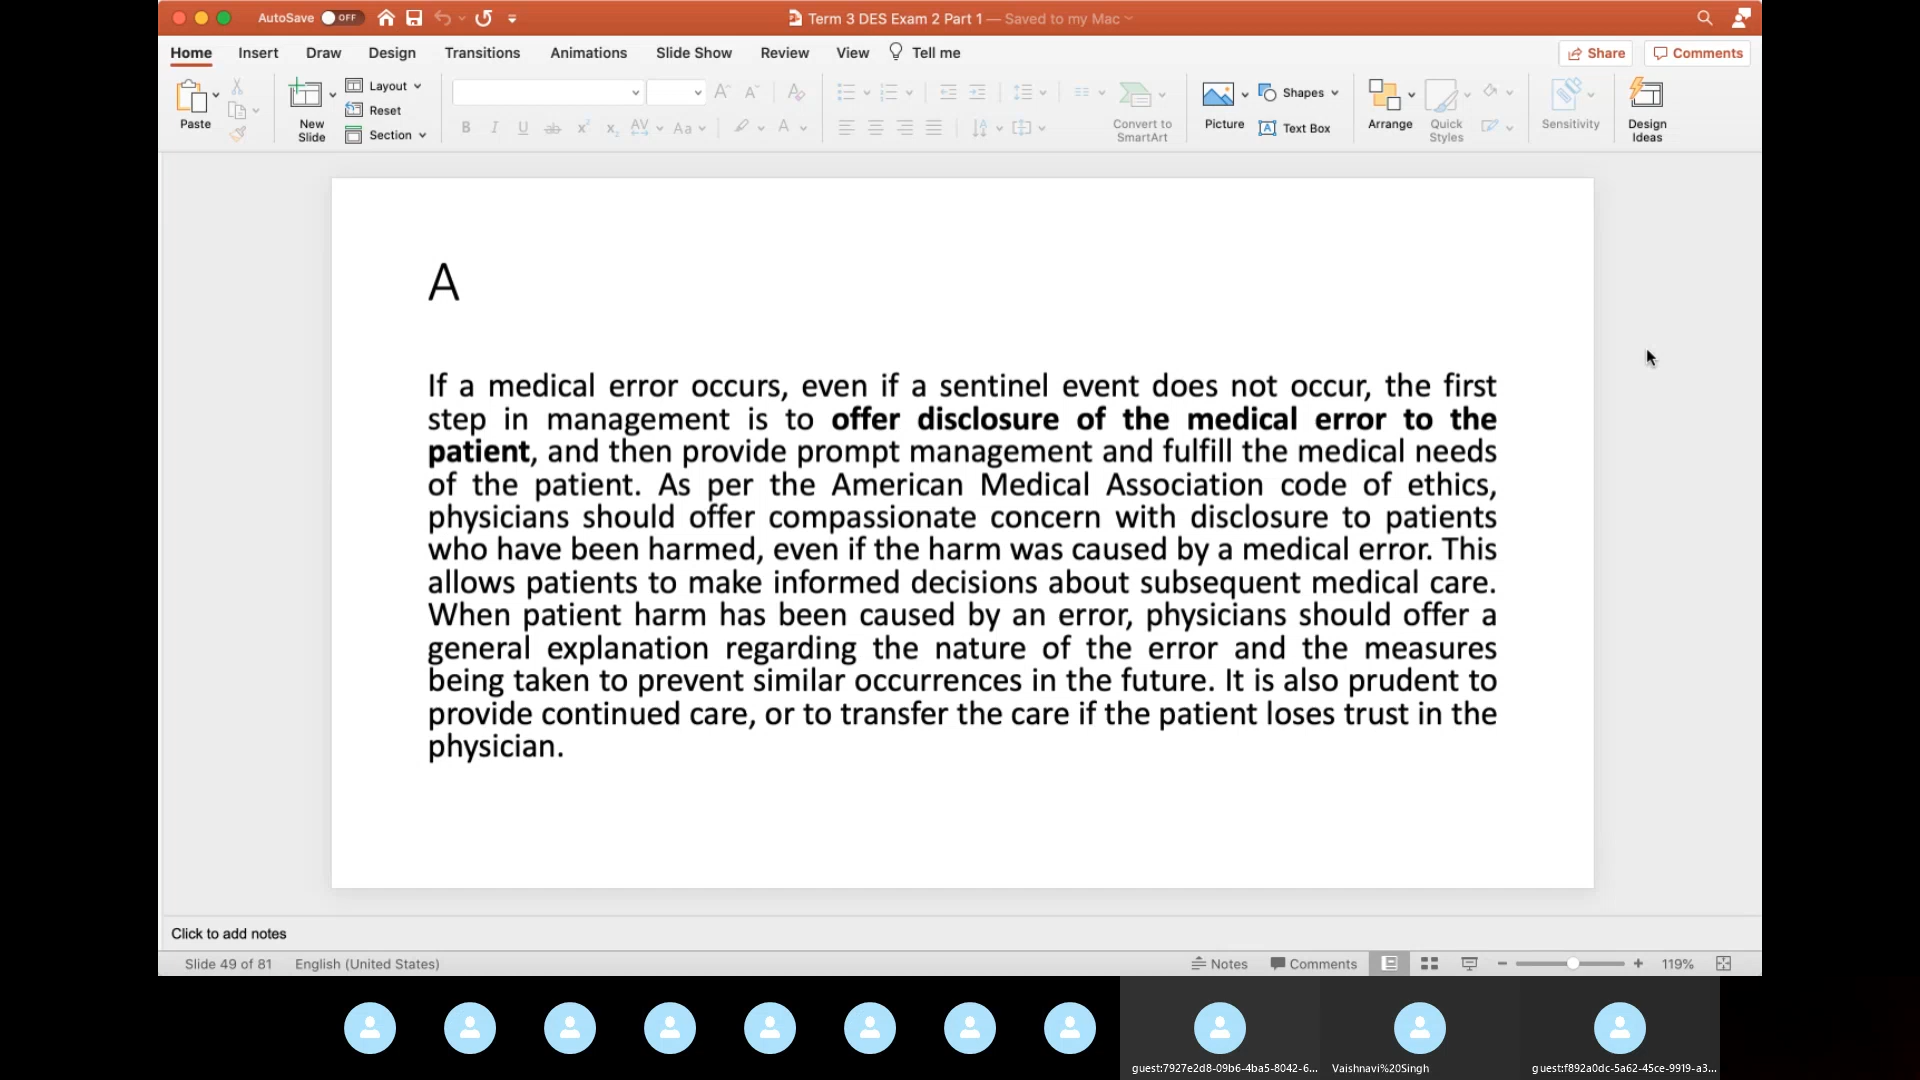 AutoSave OFF
Term 3 DES Exam 2 Part 1 — Saved to my Mac
Home Insert Draw Design Transitions Animations Slide Show Review View Tell me
Share Comments
Paste
New Slide
Layout
Reset
Section
Convert to SmartArt
Picture
Shapes
Text Box
Arrange
Quick Styles
Sensitivity
Design Ideas
A
If a medical error occurs, even if a sentinel event does not occur, the first
step in management is to offer disclosure of the medical error to the
patient, and then provide prompt management and fulfill the medical needs
of the patient. As per the American Medical Association code of ethics,
physicians should offer compassionate concern with disclosure to patients
who have been harmed, even if the harm was caused by a medical error. This
allows patients to make informed decisions about subsequent medical care.
When patient harm has been caused by an error, physicians should offer a
general explanation regarding the nature of the error and the measures
being taken to prevent similar occurrences in the future. It is also prudent to
provide continued care, or to transfer the care if the patient loses trust in the
physician.
Click to add notes
Slide 49 of 81 English (United States) Notes Comments 119%
guest:7927e2d8-09b6-4ba5-8042-6... Vaishnavi%20Singh guest:f892a0dc-5a62-45ce-9919-a3...